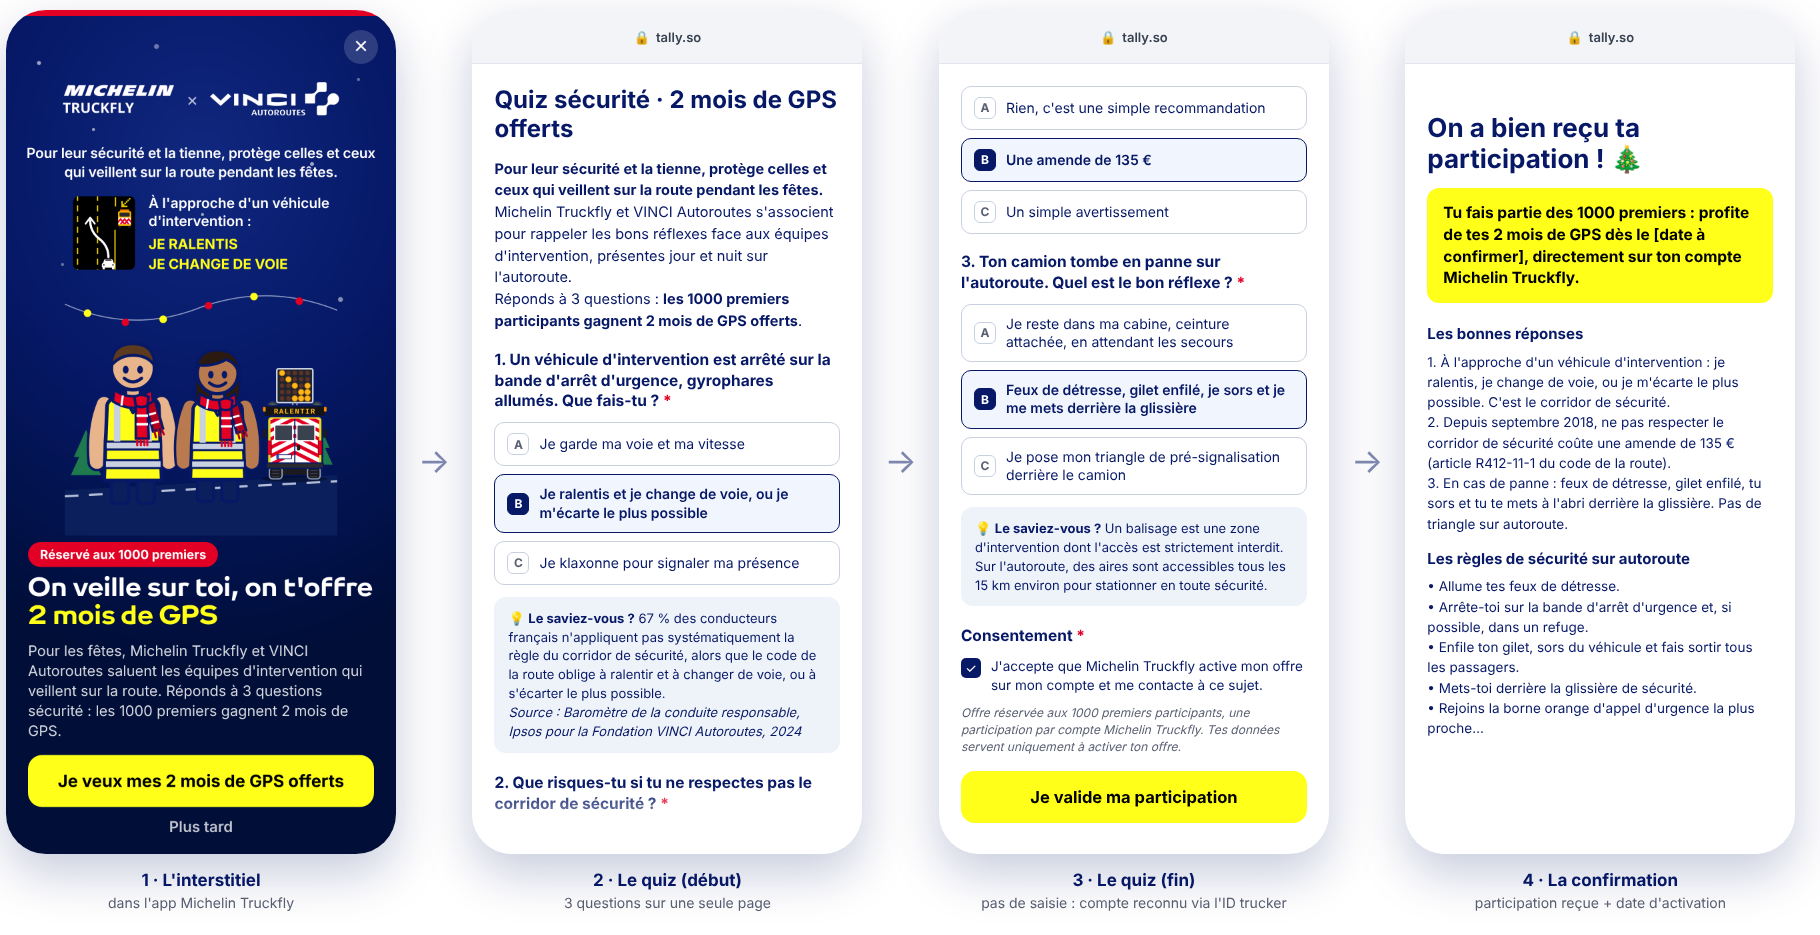 ✕
MICHELIN
TRUCKFLY
×
VINCI
AUTOROUTES
Pour leur sécurité et la tienne, protège celles et ceux
qui veillent sur la route pendant les fêtes.
À l'approche d'un véhicule
d'intervention :
JE RALENTIS
JE CHANGE DE VOIE
RALENTIR
Réservé aux 1000 premiers
On veille sur toi, on t'offre
2 mois de GPS
Pour les fêtes, Michelin Truckfly et VINCI
Autoroutes saluent les équipes d'intervention qui
veillent sur la route. Réponds à 3 questions
sécurité : les 1000 premiers gagnent 2 mois de
GPS.
Je veux mes 2 mois de GPS offerts
Plus tard
1 · L'interstitiel
dans l'app Michelin Truckfly
→
🔒 tally.so
Quiz sécurité · 2 mois de GPS
offerts
Pour leur sécurité et la tienne, protège celles et
ceux qui veillent sur la route pendant les fêtes.
Michelin Truckfly et VINCI Autoroutes s'associent
pour rappeler les bons réflexes face aux équipes
d'intervention, présentes jour et nuit sur
l'autoroute.
Réponds à 3 questions : les 1000 premiers
participants gagnent 2 mois de GPS offerts.
1. Un véhicule d'intervention est arrêté sur la
bande d'arrêt d'urgence, gyrophares
allumés. Que fais-tu ? *
A Je garde ma voie et ma vitesse
B Je ralentis et je change de voie, ou je
m'écarte le plus possible
C Je klaxonne pour signaler ma présence
💡 Le saviez-vous ? 67 % des conducteurs
français n'appliquent pas systématiquement la
règle du corridor de sécurité, alors que le code de
la route oblige à ralentir et à changer de voie, ou à
s'écarter le plus possible.
Source : Baromètre de la conduite responsable,
Ipsos pour la Fondation VINCI Autoroutes, 2024
2. Que risques-tu si tu ne respectes pas le
corridor de sécurité ? *
2 · Le quiz (début)
3 questions sur une seule page
→
🔒 tally.so
A Rien, c'est une simple recommandation
B Une amende de 135 €
C Un simple avertissement
3. Ton camion tombe en panne sur
l'autoroute. Quel est le bon réflexe ? *
A Je reste dans ma cabine, ceinture
attachée, en attendant les secours
B Feux de détresse, gilet enfilé, je sors et je
me mets derrière la glissière
C Je pose mon triangle de pré-signalisation
derrière le camion
💡 Le saviez-vous ? Un balisage est une zone
d'intervention dont l'accès est strictement interdit.
Sur l'autoroute, des aires sont accessibles tous les
15 km environ pour stationner en toute sécurité.
Consentement *
J'accepte que Michelin Truckfly active mon offre
sur mon compte et me contacte à ce sujet.
Offre réservée aux 1000 premiers participants, une
participation par compte Michelin Truckfly. Tes données
servent uniquement à activer ton offre.
Je valide ma participation
3 · Le quiz (fin)
pas de saisie : compte reconnu via l'ID trucker
→
🔒 tally.so
On a bien reçu ta
participation ! 🎄
Tu fais partie des 1000 premiers : profite
de tes 2 mois de GPS dès le [date à
confirmer], directement sur ton compte
Michelin Truckfly.
Les bonnes réponses
1. À l'approche d'un véhicule d'intervention : je
ralentis, je change de voie, ou je m'écarte le plus
possible. C'est le corridor de sécurité.
2. Depuis septembre 2018, ne pas respecter le
corridor de sécurité coûte une amende de 135 €
(article R412-11-1 du code de la route).
3. En cas de panne : feux de détresse, gilet enfilé, tu
sors et tu te mets à l'abri derrière la glissière. Pas de
triangle sur autoroute.
Les règles de sécurité sur autoroute
• Allume tes feux de détresse.
• Arrête-toi sur la bande d'arrêt d'urgence et, si
possible, dans un refuge.
• Enfile ton gilet, sors du véhicule et fais sortir tous
les passagers.
• Mets-toi derrière la glissière de sécurité.
• Rejoins la borne orange d'appel d'urgence la plus
proche...
4 · La confirmation
participation reçue + date d'activation